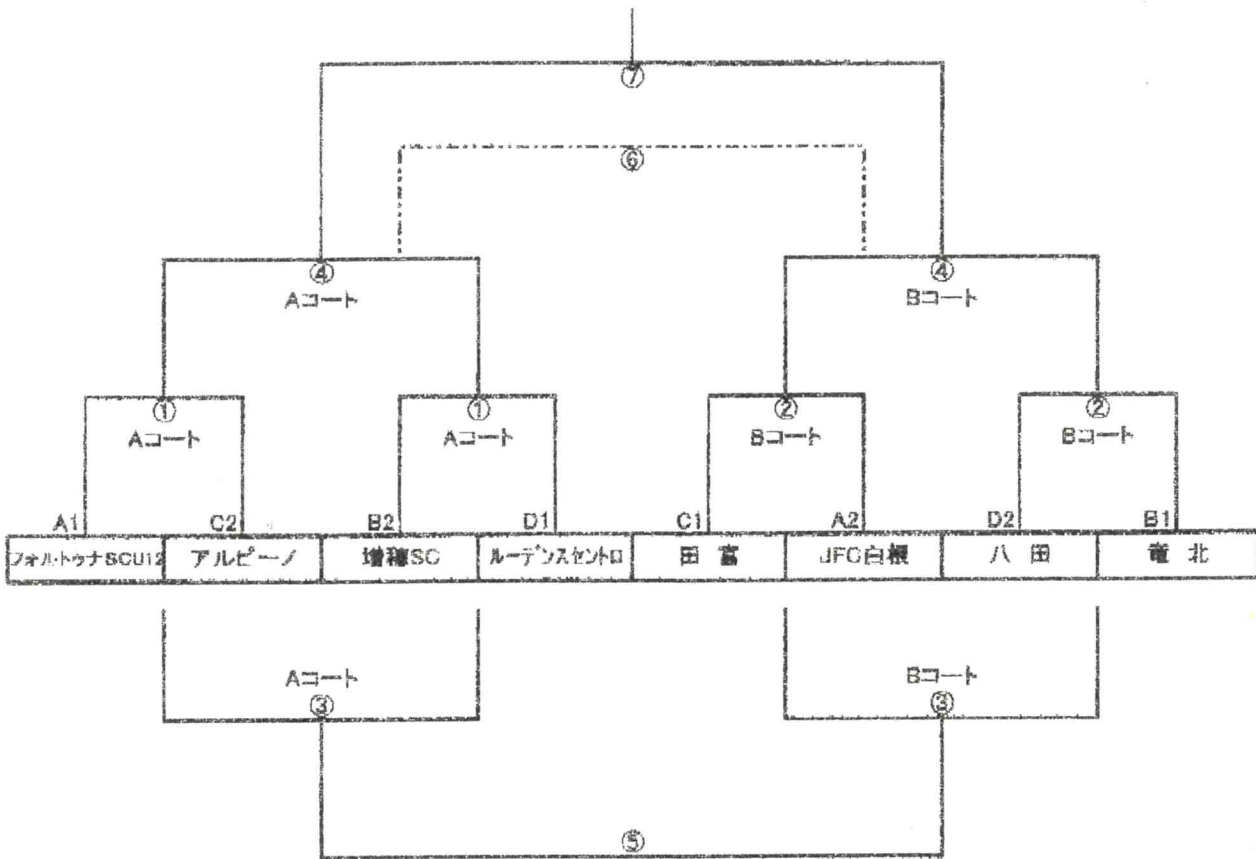 ⑦
⑥
④ ④
Aコート Bコート
① ① ② ②
Aコート Aコート Bコート Bコート
A1 C2 B2 D1 C1 A2 D2 B1
フォルトゥナSCU12 アルピーノ 増穂SC ルーデンスセントロ 田富 JFC白根 八田 竜北
Aコート Bコート
③ ③
⑤